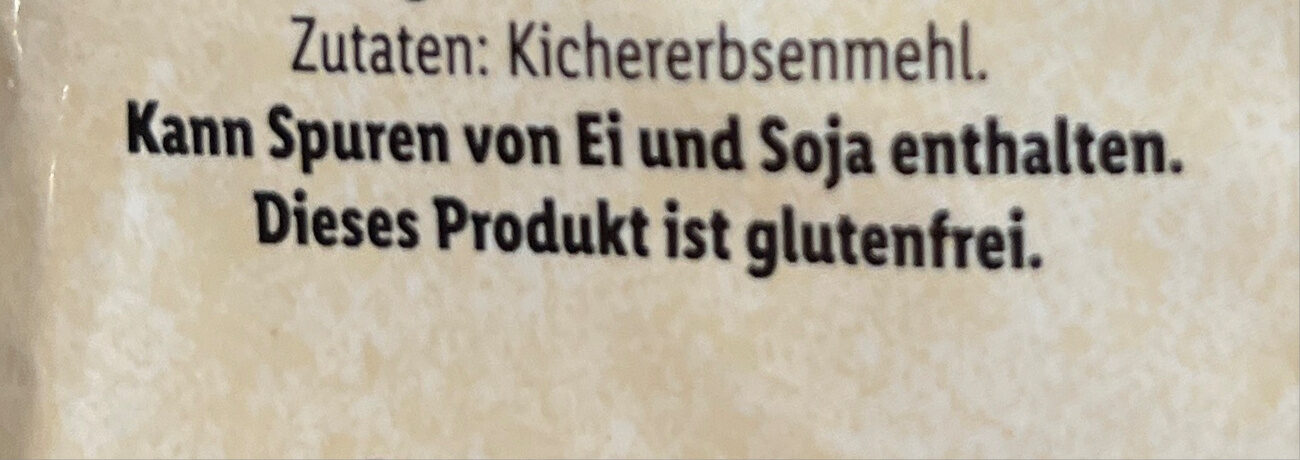 Zutaten: Kichererbsenmehl.
Kann Spuren von Ei und Soja enthalten.
Dieses Produkt ist glutenfrei.